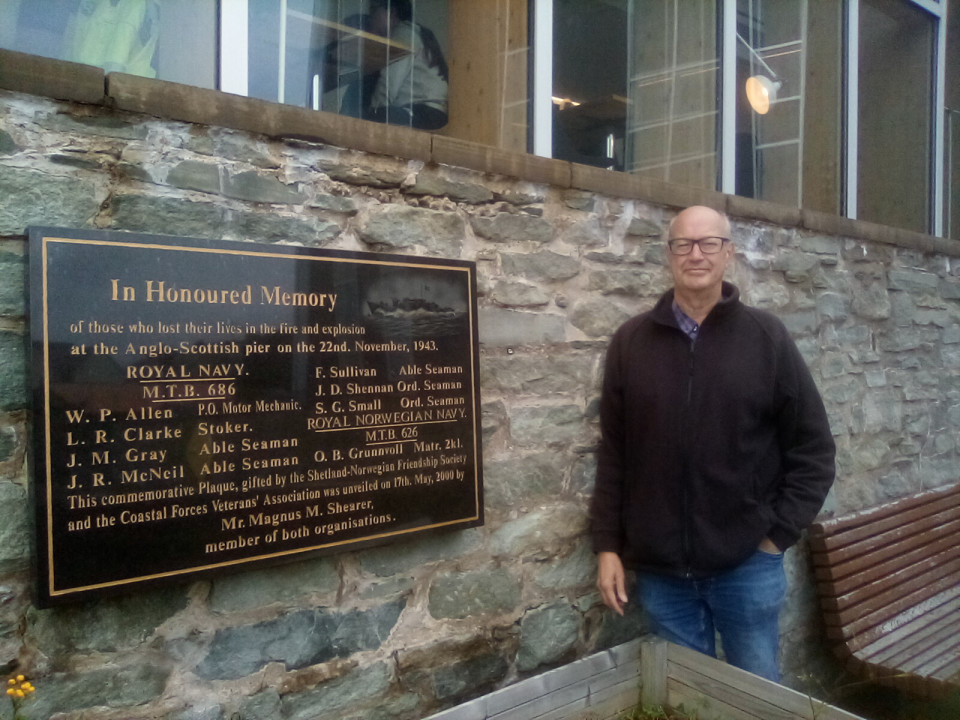 In Honoured Memory
of those who lost their lives in the fire and explosion
at the Anglo-Scottish pier on the 22nd. November, 1943.
ROYAL NAVY.
M.T.B. 686
W. P. Allen P.O. Motor Mechanic.
L. R. Clarke Stoker.
J. M. Gray Able Seaman
J. R. McNeil Able Seaman
F. Sullivan Able Seaman
J. D. Shennan Ord. Seaman
S. G. Small Ord. Seaman
ROYAL NORWEGIAN NAVY.
M.T.B. 626
O. B. Grunnvoll Matr. 2kl.
This commemorative Plaque, gifted by the Shetland-Norwegian Friendship Society
and the Coastal Forces Veterans' Association was unveiled on 17th. May, 2000 by
Mr. Magnus M. Shearer,
member of both organisations.